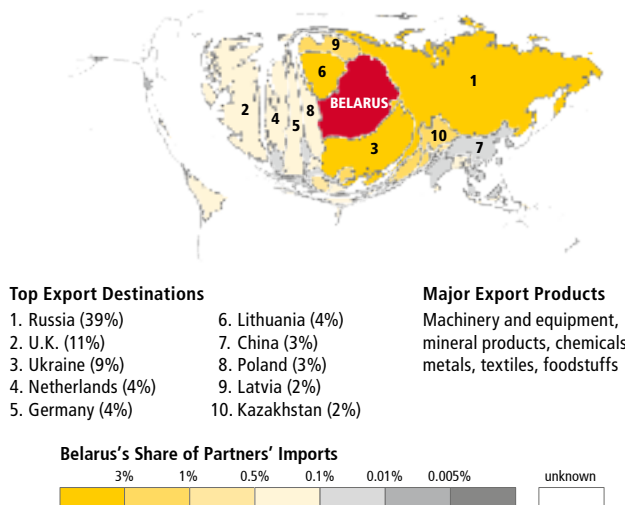 9
6
1
BELARUS
2
4
8
5
10
3
7
Top Export Destinations
1. Russia (39%)
2. U.K. (11%)
3. Ukraine (9%)
4. Netherlands (4%)
5. Germany (4%)
6. Lithuania (4%)
7. China (3%)
8. Poland (3%)
9. Latvia (2%)
10. Kazakhstan (2%)
Major Export Products
Machinery and equipment,
mineral products, chemicals
metals, textiles, foodstuffs
Belarus's Share of Partners' Imports
3% 1% 0.5% 0.1% 0.01% 0.005% unknown